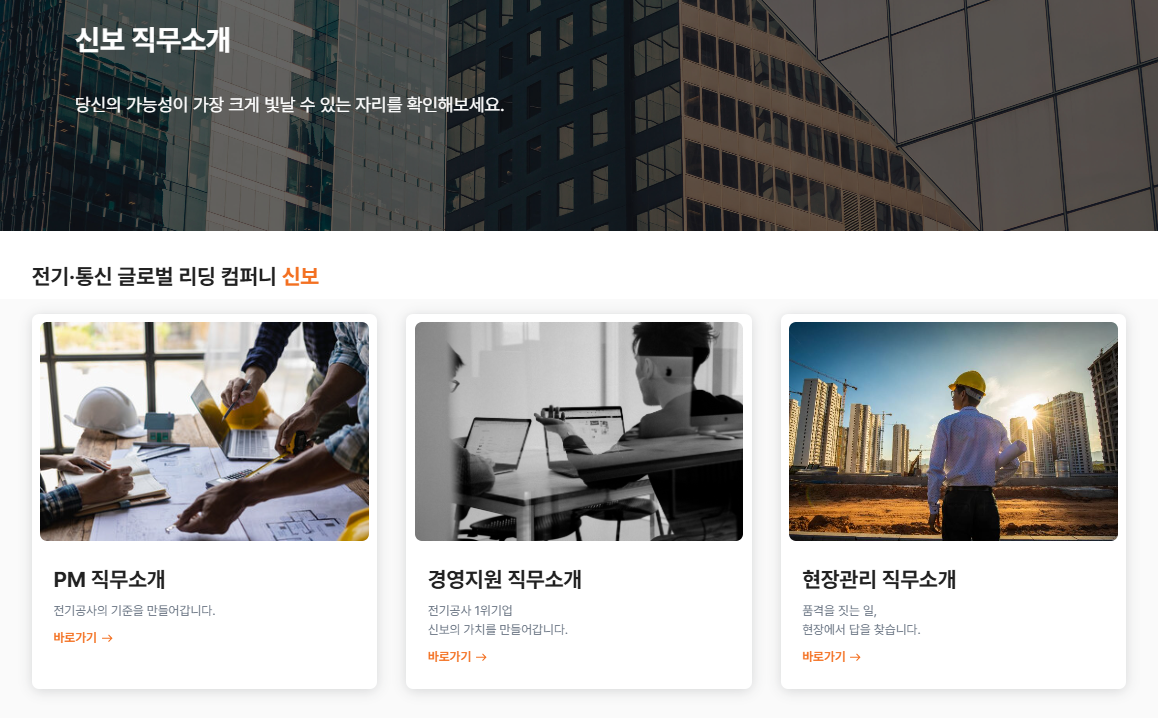 신보 직무소개
당신의 가능성이 가장 크게 빛날 수 있는 자리를 확인해보세요.
전기·통신 글로벌 리딩 컴퍼니 신보
PM 직무소개
전기공사의 기준을 만들어갑니다.
바로가기 →
경영지원 직무소개
전기공사 1위기업
신보의 가치를 만들어갑니다.
바로가기 →
현장관리 직무소개
품격을 짓는 일,
현장에서 답을 찾습니다.
바로가기 →